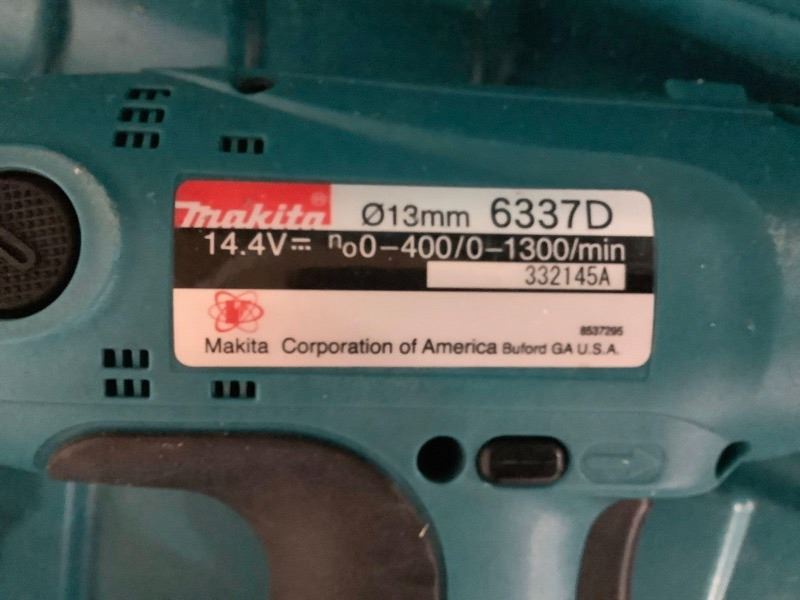 makita® Ø13mm 6337D
14.4V⎓ n₀0-400/0-1300/min
332145A
8537295
Makita Corporation of America Buford GA U.S.A.